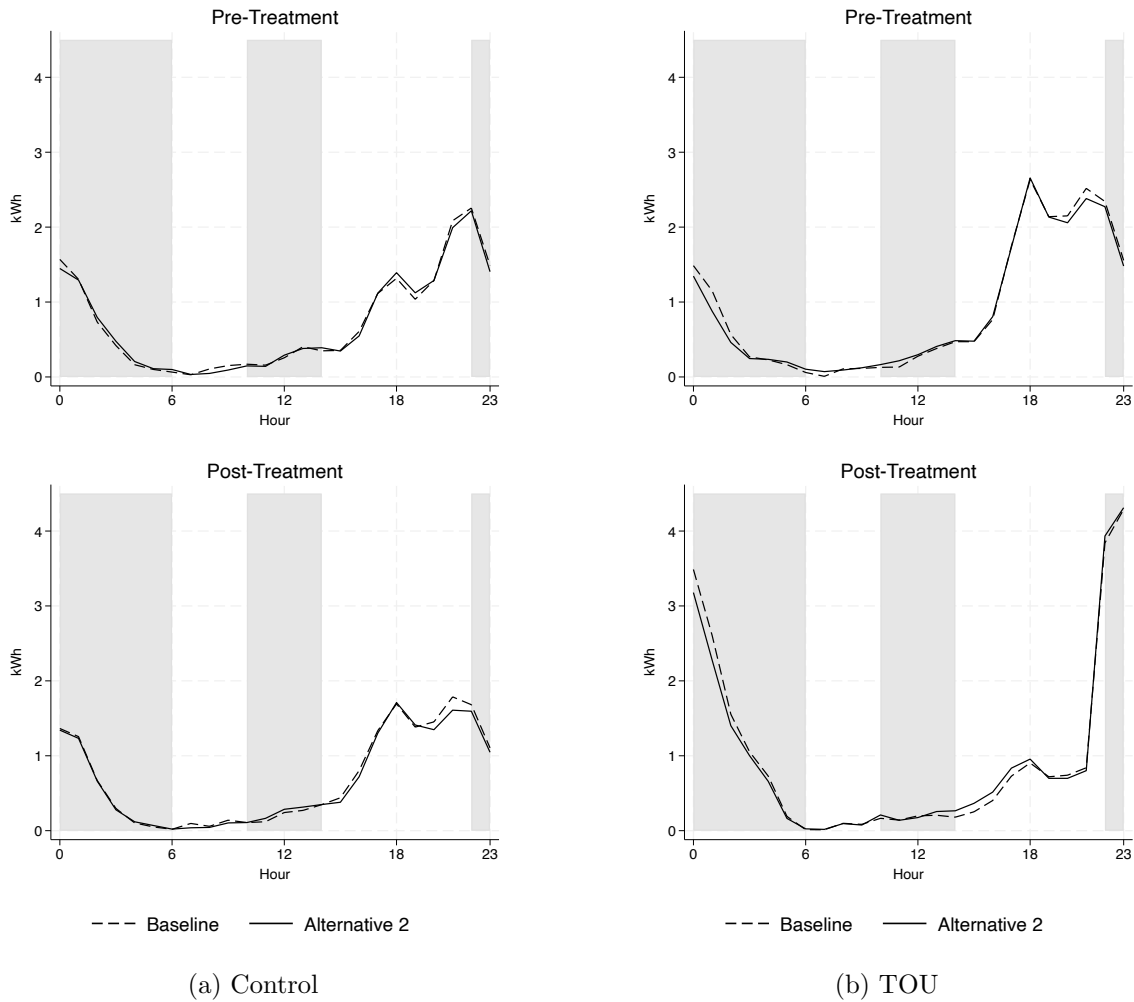 Pre-Treatment
4
3
2
1
0
kWh
0 6 12 18 23
Hour
Pre-Treatment
4
3
2
1
0
kWh
0 6 12 18 23
Hour
Post-Treatment
4
3
2
1
0
kWh
0 6 12 18 23
Hour
Post-Treatment
4
3
2
1
0
kWh
0 6 12 18 23
Hour
Baseline Alternative 2
Baseline Alternative 2
(a) Control
(b) TOU